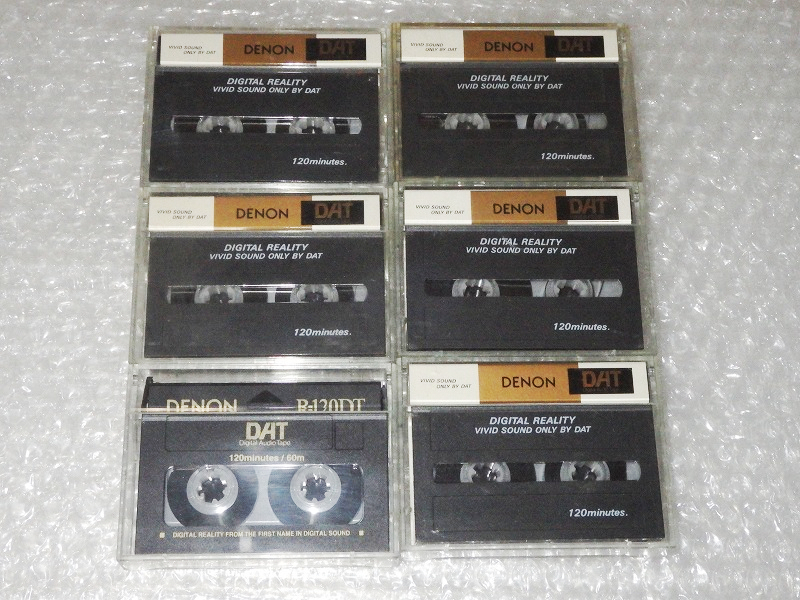 VIVID SOUND
ONLY BY DAT
DENON
DAT
DIGITAL REALITY
VIVID SOUND ONLY BY DAT
120minutes.
VIVID SOUND
ONLY BY DAT
DENON
DAT
DIGITAL REALITY
VIVID SOUND ONLY BY DAT
120minutes.
VIVID SOUND
ONLY BY DAT
DENON
DAT
DIGITAL REALITY
VIVID SOUND ONLY BY DAT
120minutes.
VIVID SOUND
ONLY BY DAT
DENON
DAT
DIGITAL REALITY
VIVID SOUND ONLY BY DAT
120minutes.
DENON R-120DT
DAT
Digital Audio Tape
120minutes / 60m
DIGITAL REALITY FROM THE FIRST NAME IN DIGITAL SOUND
VIVID SOUND
ONLY BY DAT
DENON
DAT
DIGITAL REALITY
VIVID SOUND ONLY BY DAT
120minutes.